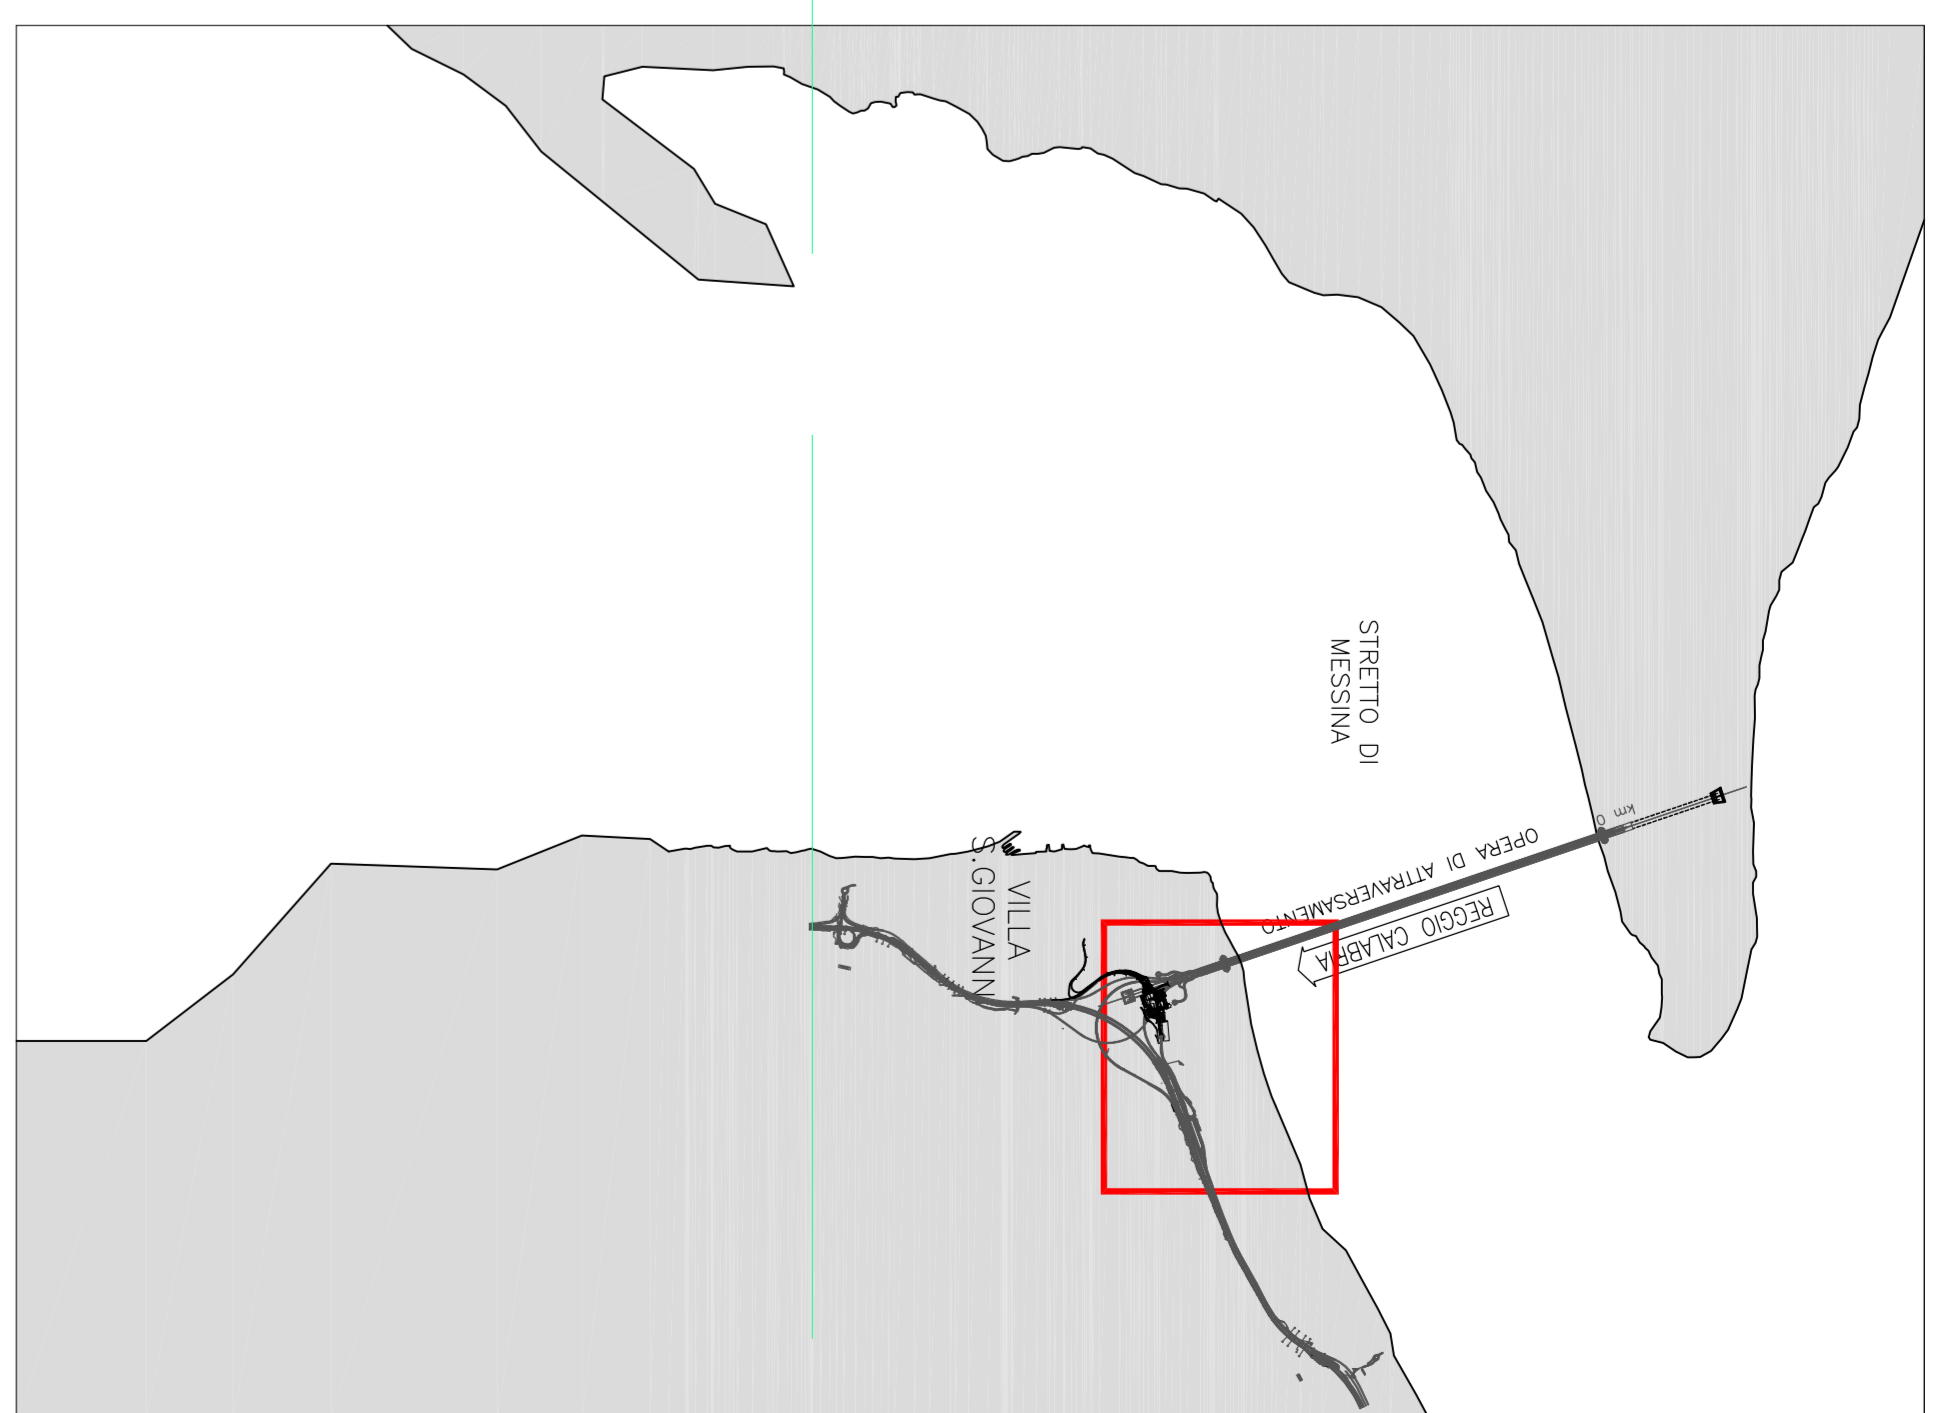 STRETTO DI
MESSINA
km 0
OPERA DI ATTRAVERSAMENTO
REGGIO CALABRIA
VILLA
S.GIOVANNI